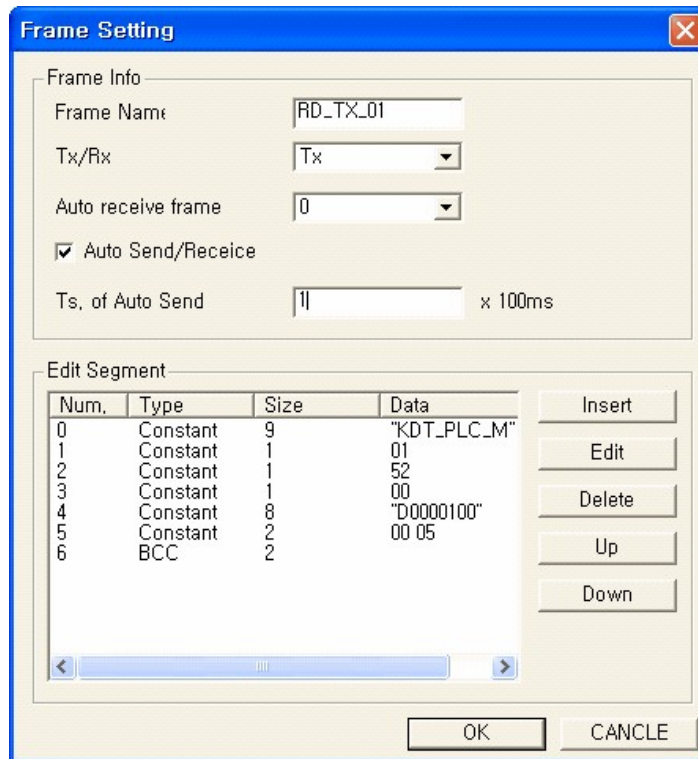 Frame Setting
Frame Info
Frame Name
RD_TX_01
Tx/Rx
Tx
Auto receive frame
0
Auto Send/Receice
Ts, of Auto Send
1
x 100ms
Edit Segment
Num, Type Size Data
0 Constant 9 "KDT_PLC_M"
1 Constant 1 01
2 Constant 1 52
3 Constant 1 00
4 Constant 8 "D0000100"
5 Constant 2 00 05
6 BCC 2
Insert
Edit
Delete
Up
Down
OK
CANCLE